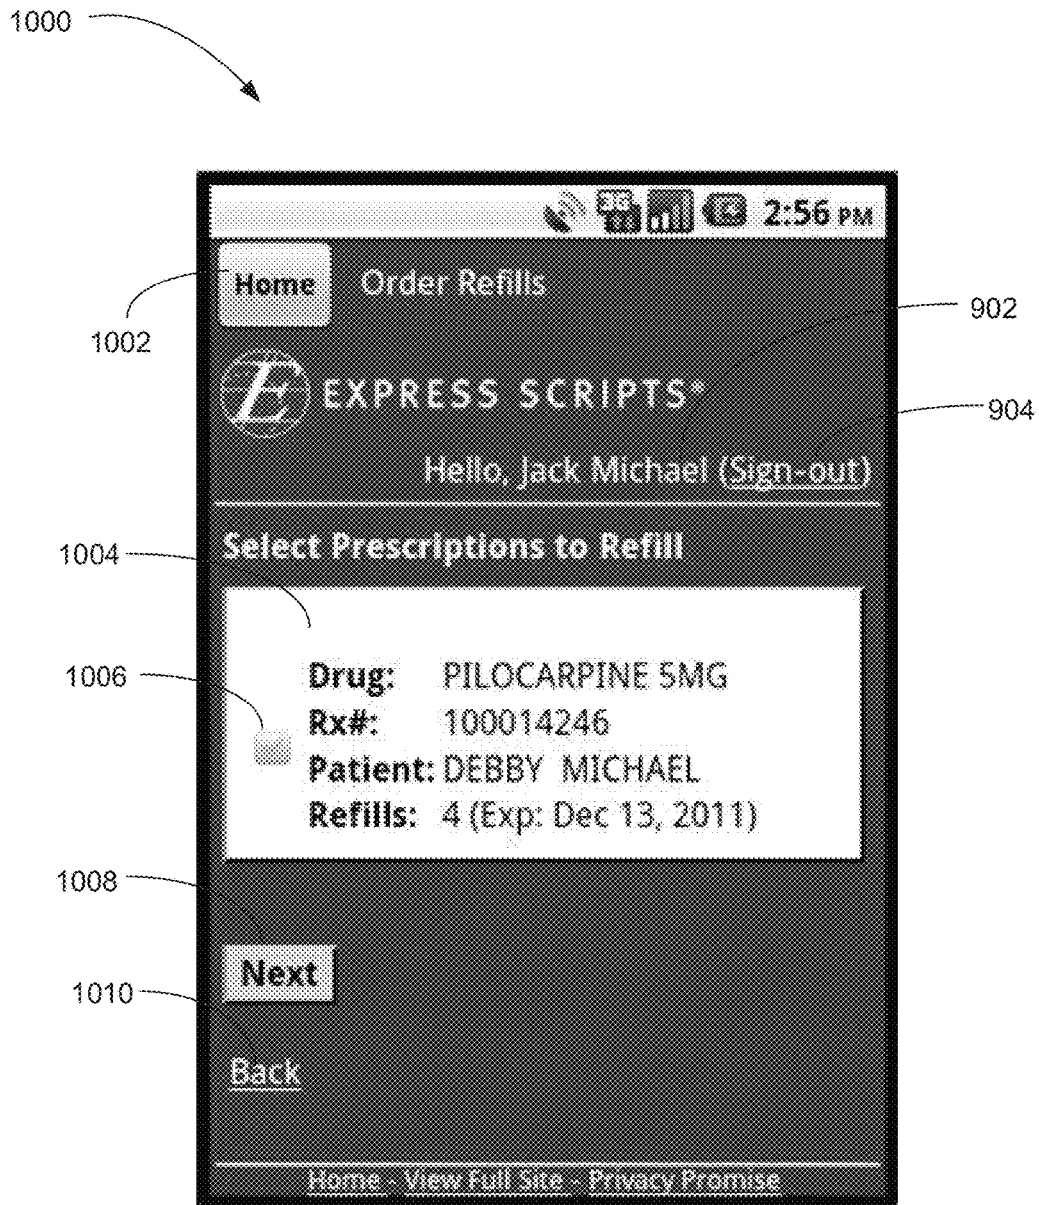 1000
3G
2:56 PM
Home Order Refills
1002
902
E EXPRESS SCRIPTS®
904
Hello, Jack Michael (Sign-out)
Select Prescriptions to Refill
1004
Drug: PILOCARPINE 5MG
1006
Rx#: 100014246
Patient: DEBBY MICHAEL
Refills: 4 (Exp: Dec 13, 2011)
1008
Next
1010
Back
Home - View Full Site - Privacy Promise